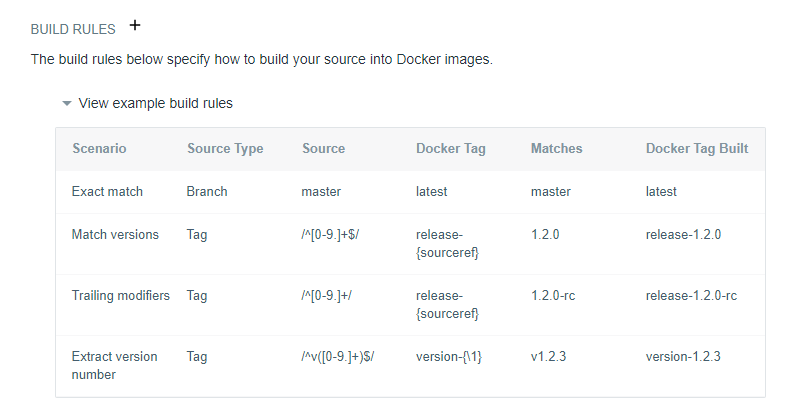 BUILD RULES +
The build rules below specify how to build your source into Docker images.
View example build rules
Scenario Source Type Source Docker Tag Matches Docker Tag Built
Exact match Branch master latest master latest
Match versions Tag /^[0-9.]+$/ release- 1.2.0 release-1.2.0
{sourceref}
Trailing modifiers Tag /^[0-9.]+/ release- 1.2.0-rc release-1.2.0-rc
{sourceref}
Extract version Tag /^v([0-9.]+)$/ version-{\1} v1.2.3 version-1.2.3
number